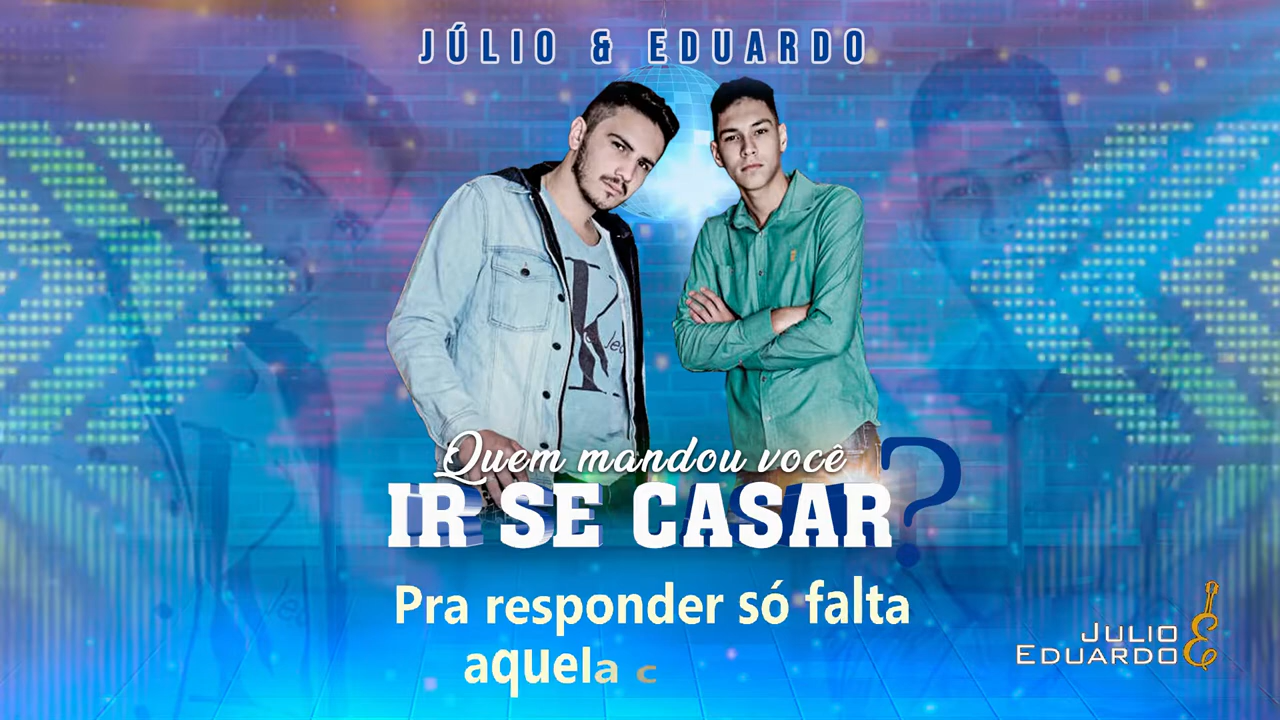 JÚLIO & EDUARDO
Quem mandou você
IR SE CASAR?
Pra responder só falta
aquela c
JULIO
EDUARDO